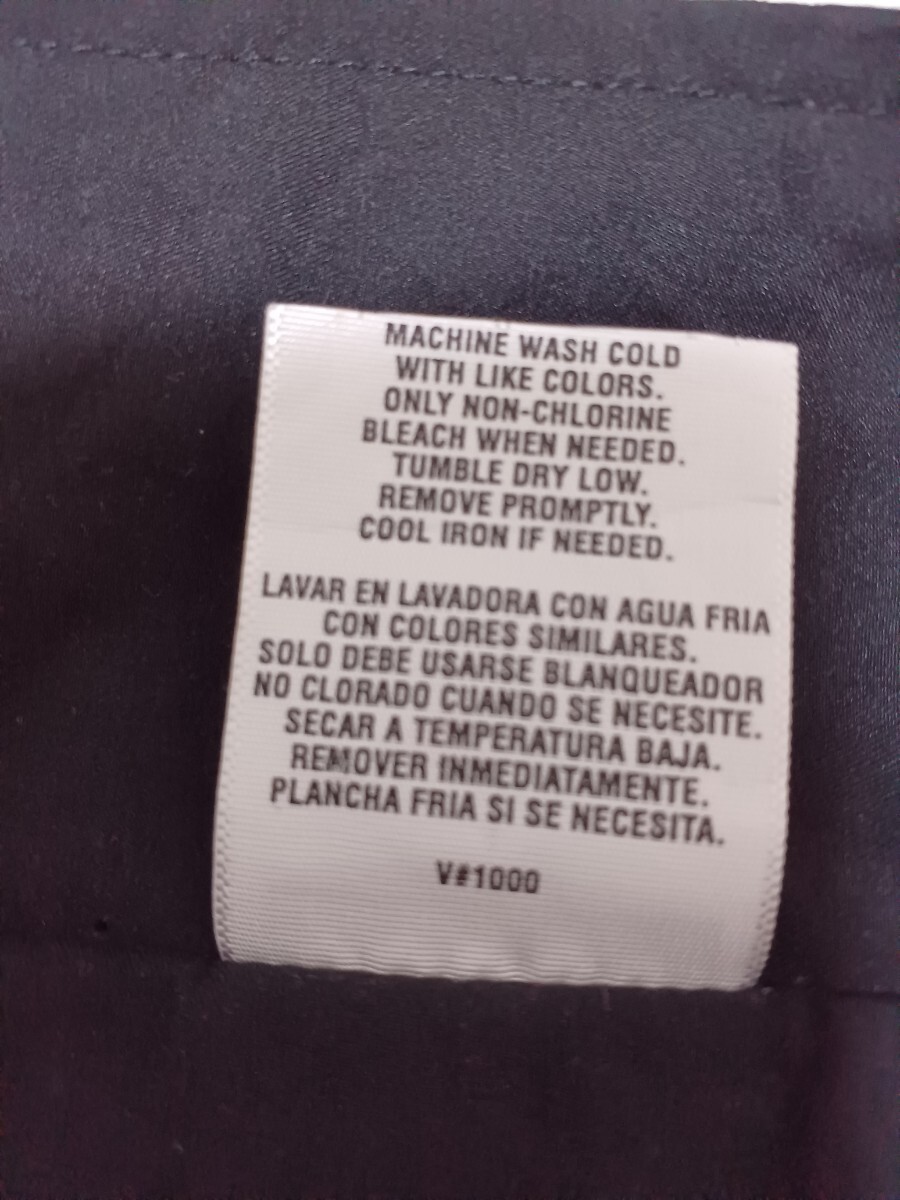 MACHINE WASH COLD
WITH LIKE COLORS.
ONLY NON-CHLORINE
BLEACH WHEN NEEDED.
TUMBLE DRY LOW.
REMOVE PROMPTLY.
COOL IRON IF NEEDED.
LAVAR EN LAVADORA CON AGUA FRIA
CON COLORES SIMILARES.
SOLO DEBE USARSE BLANQUEADOR
NO CLORADO CUANDO SE NECESITE.
SECAR A TEMPERATURA BAJA.
REMOVER INMEDIATAMENTE.
PLANCHA FRIA SI SE NECESITA.
V#1000